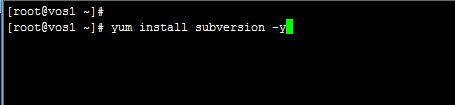 [root@vos1 ~]#
[root@vos1 ~]# yum install subversion -y